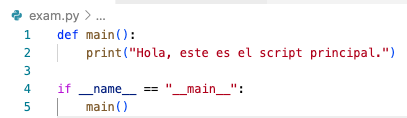 exam.py > ...
1 def main():
2     print("Hola, este es el script principal.")
3
4 if __name__ == "__main__":
5     main()